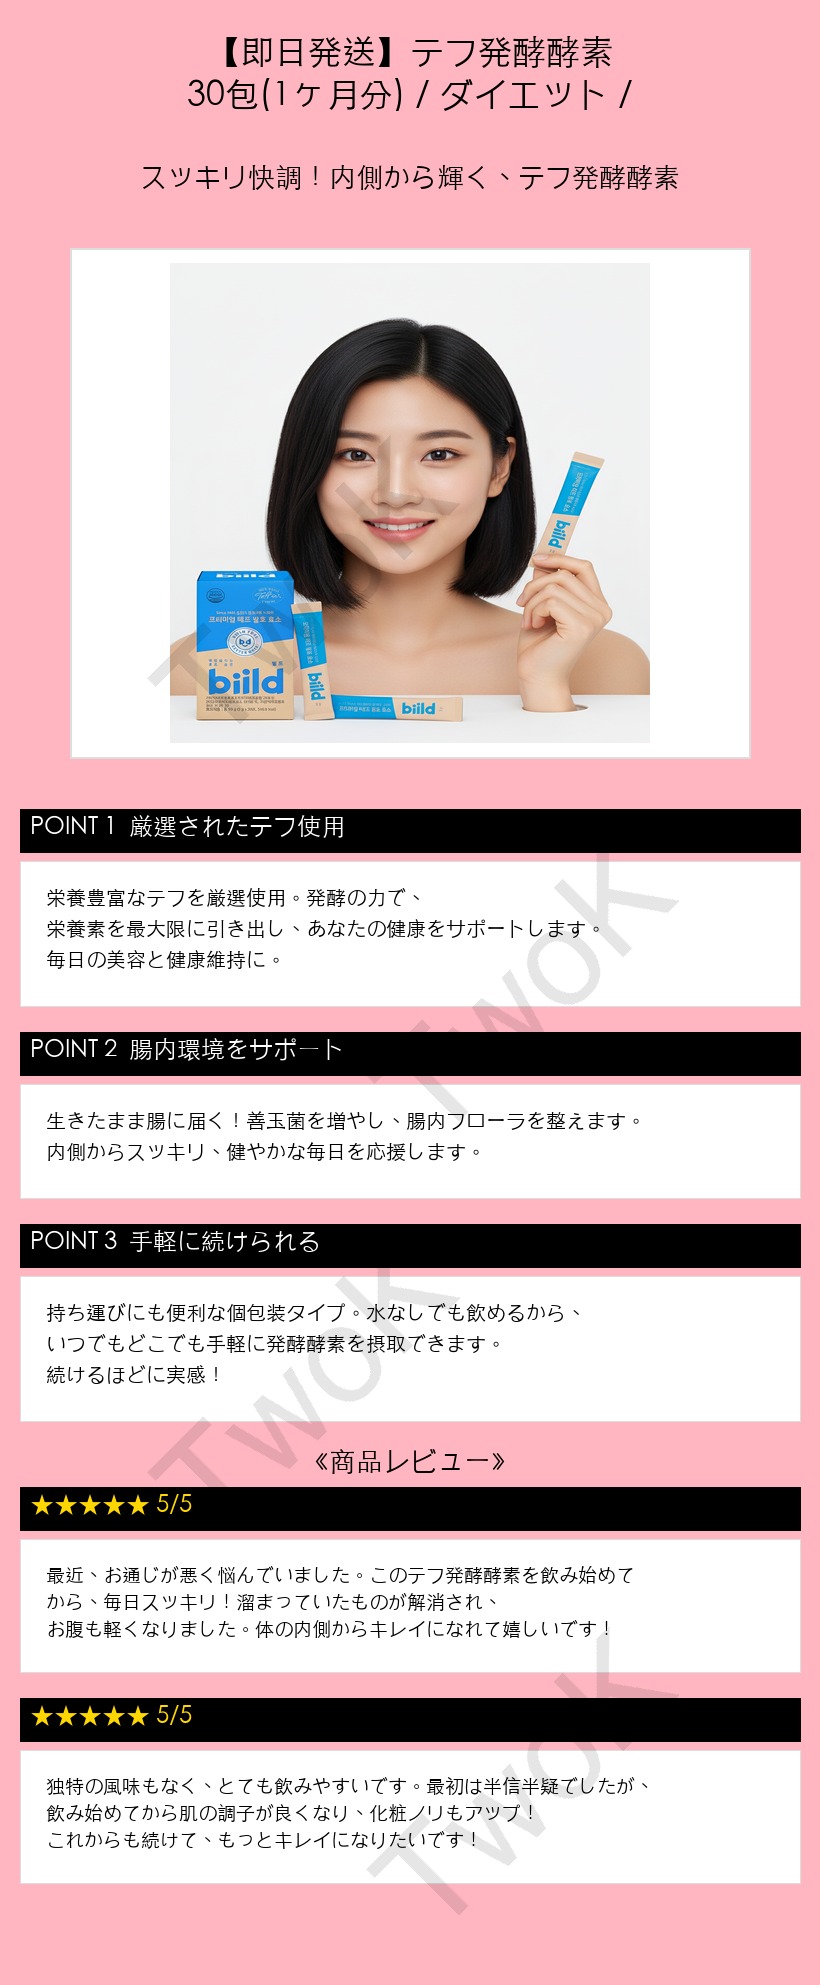 【即日発送】テフ発酵酵素
30包(1ヶ月分) / ダイエット /
スッキリ快調！内側から輝く、テフ発酵酵素
biild
프리미엄 떼프 발효 효소
biild
biild
biild
biild
TwoK
POINT 1 厳選されたテフ使用
栄養豊富なテフを厳選使用。発酵の力で、
栄養素を最大限に引き出し、あなたの健康をサポートします。
毎日の美容と健康維持に。
TwoK
POINT 2 腸内環境をサポート
生きたまま腸に届く！善玉菌を増やし、腸内フローラを整えます。
内側からスッキリ、健やかな毎日を応援します。
POINT 3 手軽に続けられる
持ち運びにも便利な個包装タイプ。水なしでも飲めるから、
いつでもどこでも手軽に発酵酵素を摂取できます。
続けるほどに実感！
TwoK
《商品レビュー》
★★★★★ 5/5
最近、お通じが悪く悩んでいました。このテフ発酵酵素を飲み始めて
から、毎日スッキリ！溜まっていたものが解消され、
お腹も軽くなりました。体の内側からキレイになれて嬉しいです！
★★★★★ 5/5
独特の風味もなく、とても飲みやすいです。最初は半信半疑でしたが、
飲み始めてから肌の調子が良くなり、化粧ノリもアップ！
これからも続けて、もっとキレイになりたいです！
TwoK